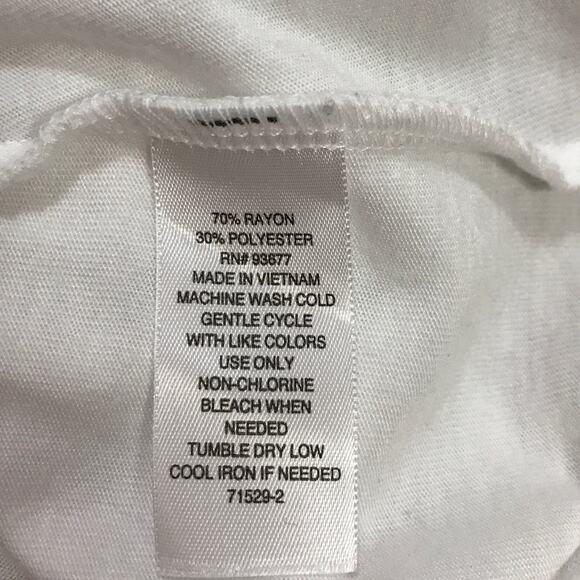 70% RAYON
30% POLYESTER
RN# 93677
MADE IN VIETNAM
MACHINE WASH COLD
GENTLE CYCLE
WITH LIKE COLORS
USE ONLY
NON-CHLORINE
BLEACH WHEN
NEEDED
TUMBLE DRY LOW
COOL IRON IF NEEDED
71529-2